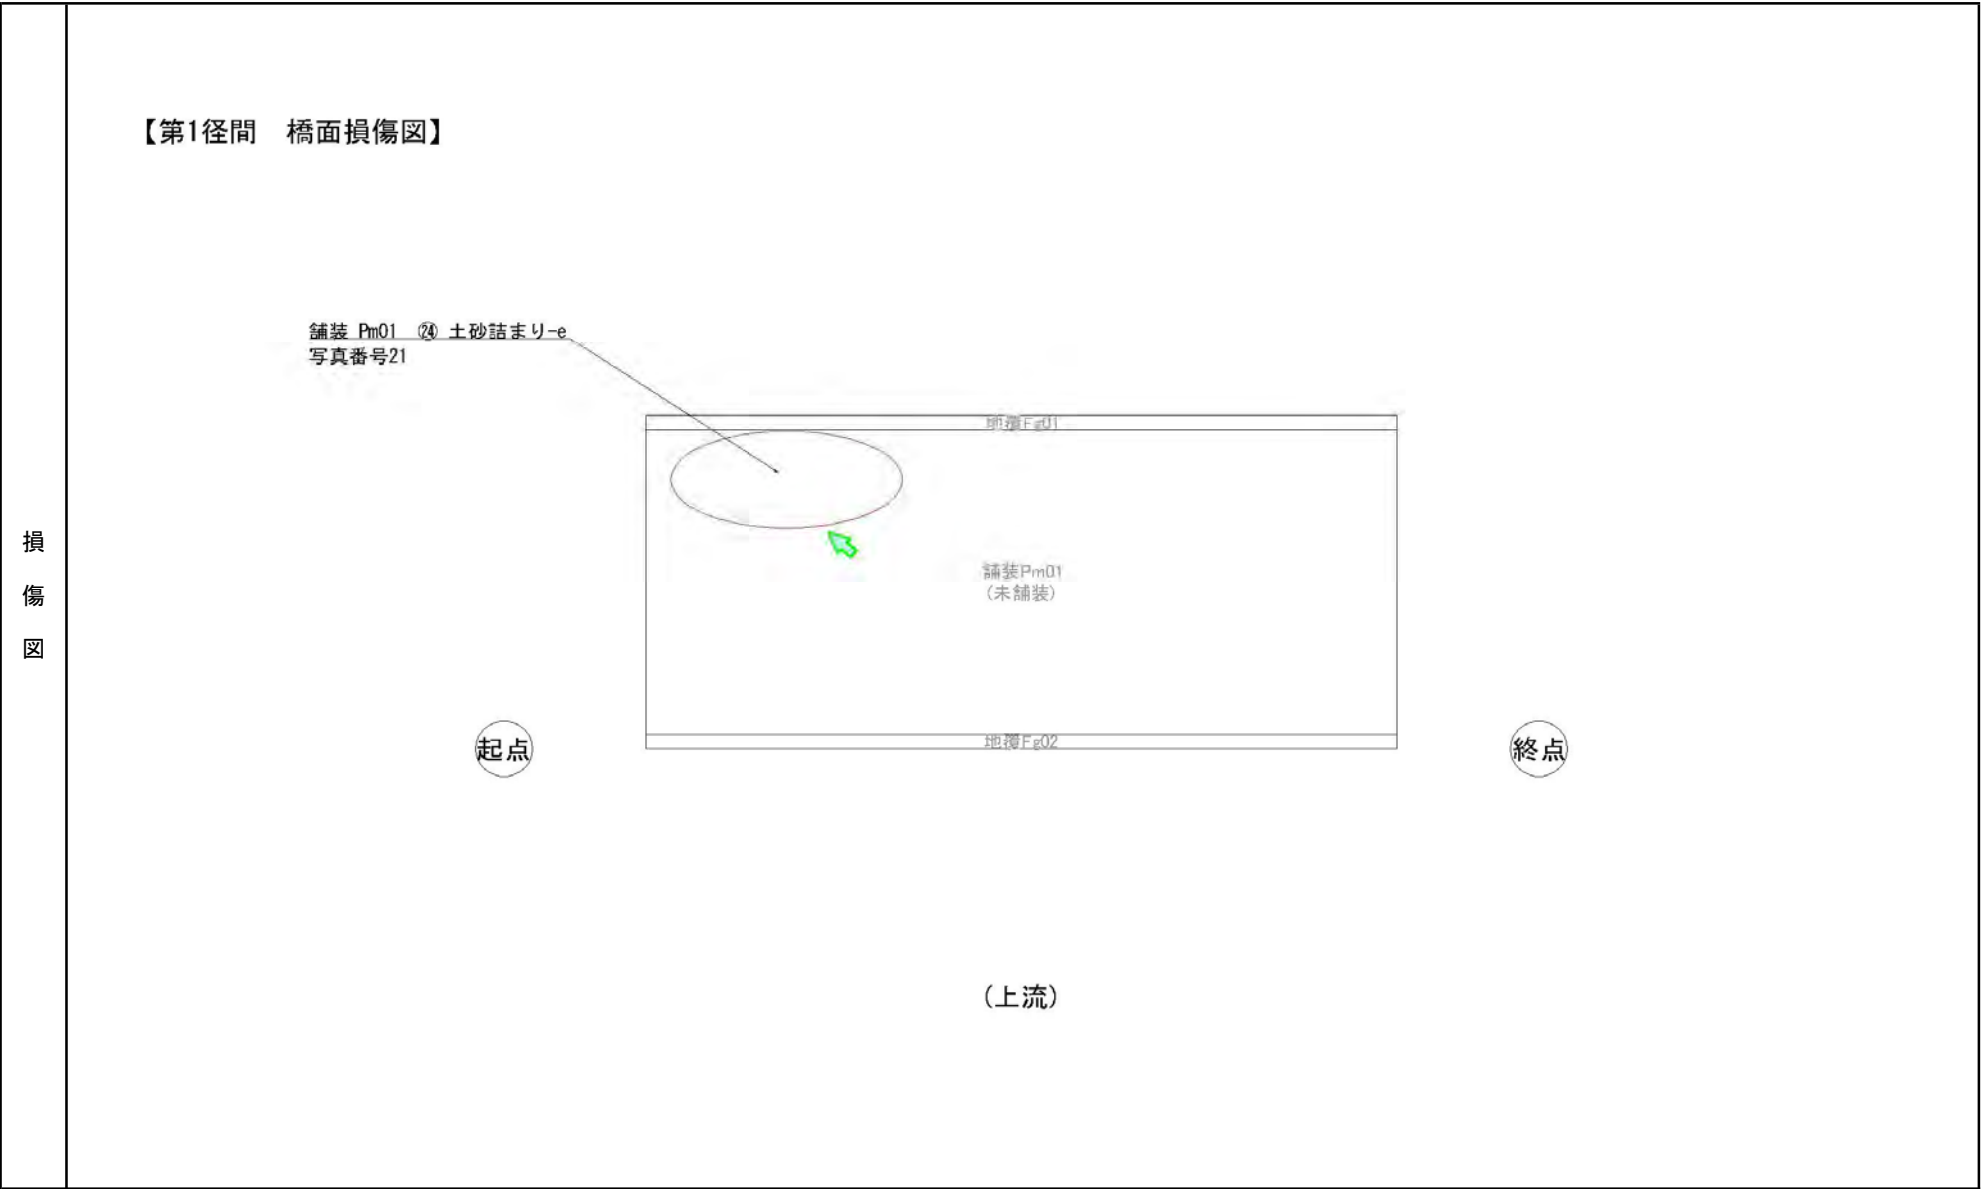 【第1径間　橋面損傷図】
舗装 Pm01　㉔ 土砂詰まり-e
写真番号21
地覆Fg01
舗装Pm01
(未舗装)
地覆Fg02
損傷図
起点
終点
(上流)